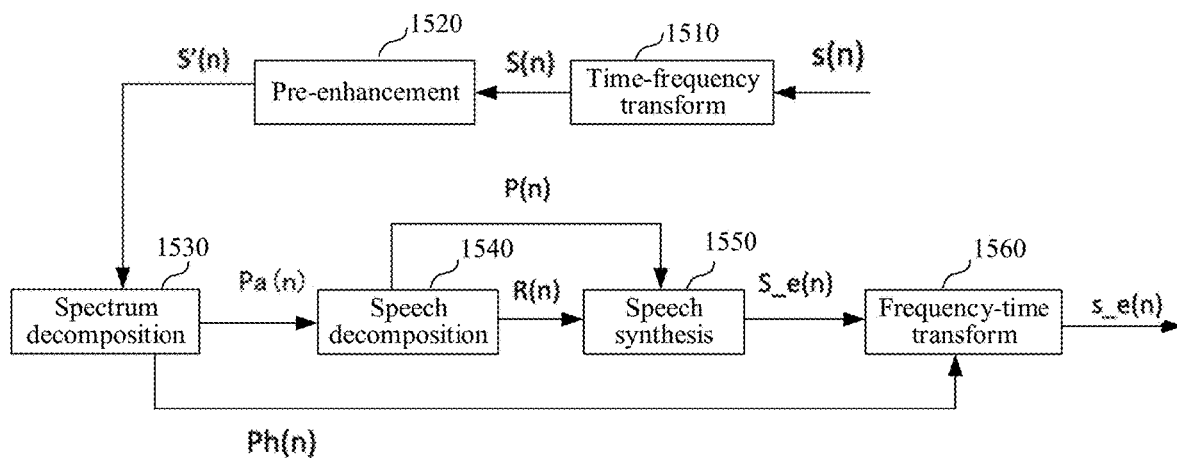 1520
1510
S'(n)
Pre-enhancement
S(n)
Time-frequency
transform
s(n)
P(n)
1530
1540
1550
1560
Spectrum
decomposition
Pa(n)
Speech
decomposition
R(n)
Speech
synthesis
S_e(n)
Frequency-time
transform
s_e(n)
Ph(n)